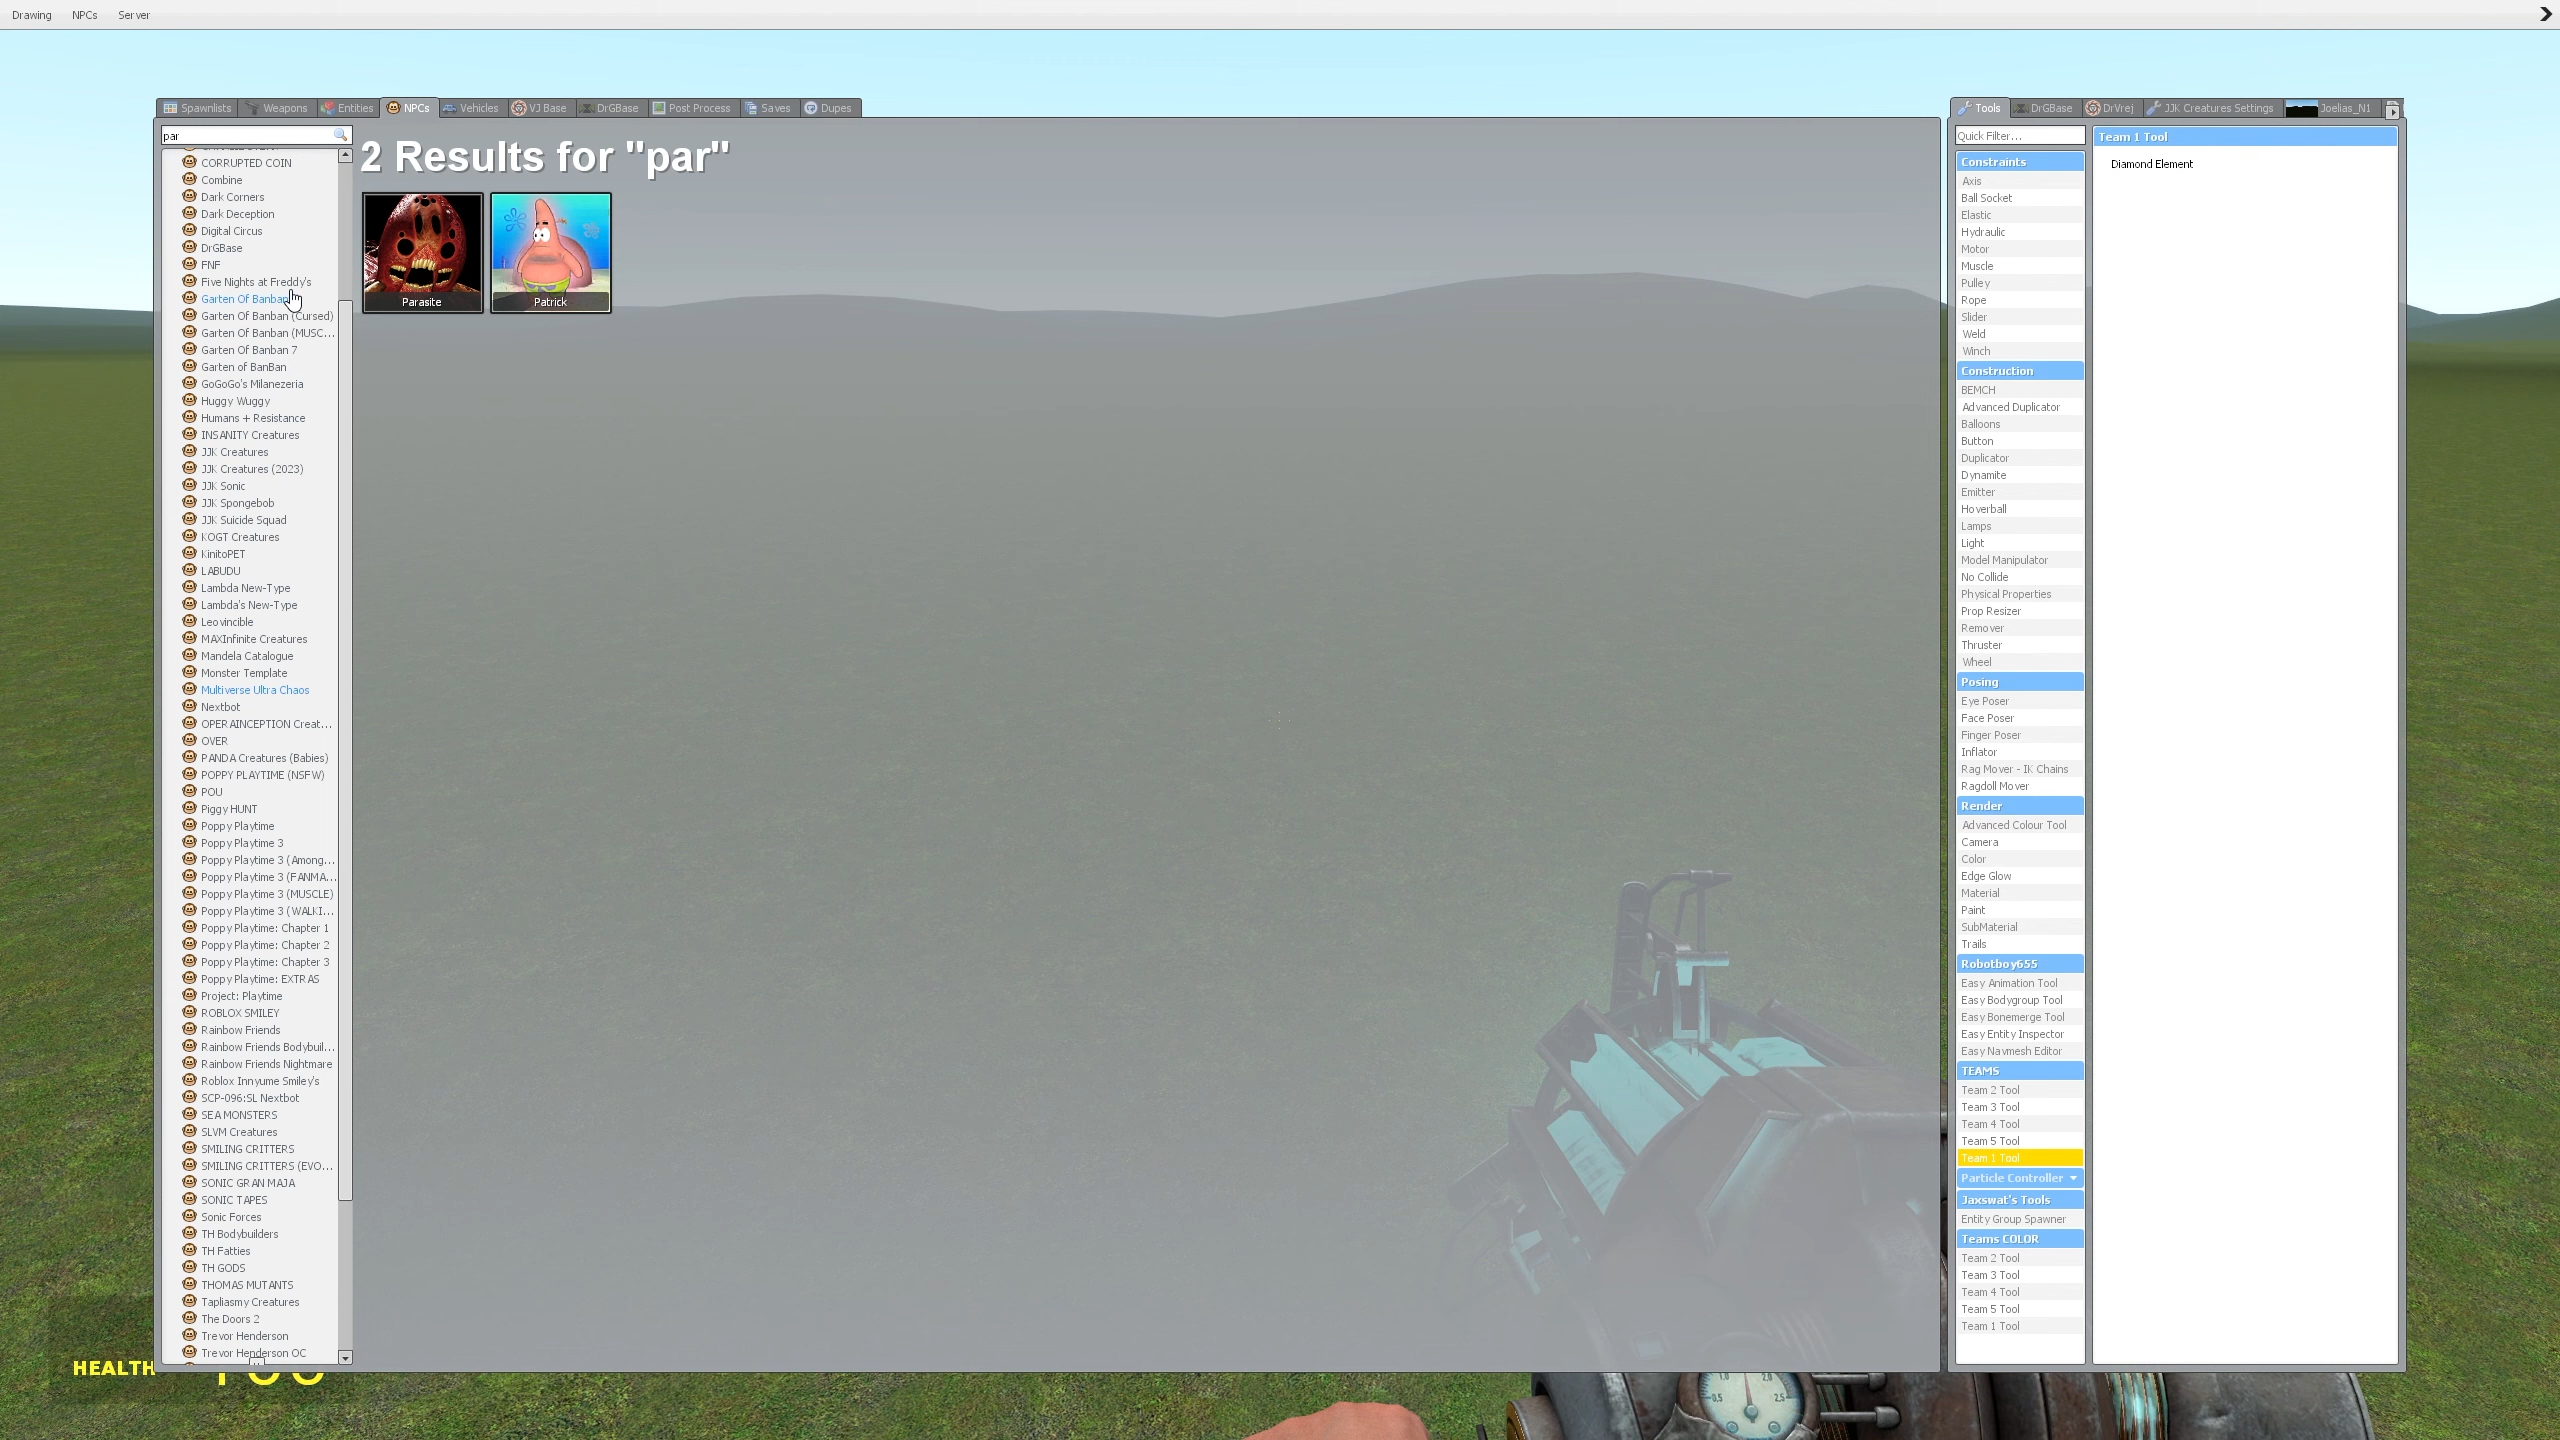 Drawing NPCs Server
Spawnlists Weapons Entities NPCs Vehicles VJ Base DrGBase Post Process Saves Dupes
par
CORRUPTED COIN
Combine
Dark Corners
Dark Deception
Digital Circus
DrGBase
FNF
Five Nights at Freddy's
Garten Of Banban
Garten Of Banban (Cursed)
Garten Of Banban (MUSC...
Garten Of Banban 7
Garten of BanBan
GoGoGo's Milanezeria
Huggy Wuggy
Humans + Resistance
INSANITY Creatures
JJK Creatures
JJK Creatures (2023)
JJK Sonic
JJK Spongebob
JJK Suicide Squad
KOGT Creatures
KinitoPET
LABUDU
Lambda New-Type
Lambda's New-Type
Leovincible
MAXInfinite Creatures
Mandela Catalogue
Monster Template
Multiverse Ultra Chaos
Nextbot
OPERAINCEPTION Creat...
OVER
PANDA Creatures (Babies)
POPPY PLAYTIME (NSFW)
POU
Piggy HUNT
Poppy Playtime
Poppy Playtime 3
Poppy Playtime 3 (Among...
Poppy Playtime 3 (FANMA...
Poppy Playtime 3 (MUSCLE)
Poppy Playtime 3 (WALKI...
Poppy Playtime: Chapter 1
Poppy Playtime: Chapter 2
Poppy Playtime: Chapter 3
Poppy Playtime: EXTRAS
Project: Playtime
ROBLOX SMILEY
Rainbow Friends
Rainbow Friends Bodybuil...
Rainbow Friends Nightmare
Roblox Innyume Smiley's
SCP-096:SL Nextbot
SEA MONSTERS
SLVM Creatures
SMILING CRITTERS
SMILING CRITTERS (EVO...
SONIC GRAN MAJA
SONIC TAPES
Sonic Forces
TH Bodybuilders
TH Fatties
TH GODS
THOMAS MUTANTS
Tapliasmy Creatures
The Doors 2
Trevor Henderson
Trevor Henderson OC
2 Results for "par"
Parasite
Patrick
Tools DrGBase DrVrej JJK Creatures Settings Joelias_N1
Quick Filter...
Constraints
Axis
Ball Socket
Elastic
Hydraulic
Motor
Muscle
Pulley
Rope
Slider
Weld
Winch
Construction
BEMCH
Advanced Duplicator
Balloons
Button
Duplicator
Dynamite
Emitter
Hoverball
Lamps
Light
Model Manipulator
No Collide
Physical Properties
Prop Resizer
Remover
Thruster
Wheel
Posing
Eye Poser
Face Poser
Finger Poser
Inflator
Rag Mover - IK Chains
Ragdoll Mover
Render
Advanced Colour Tool
Camera
Color
Edge Glow
Material
Paint
SubMaterial
Trails
Robotboy655
Easy Animation Tool
Easy Bodygroup Tool
Easy Bonemerge Tool
Easy Entity Inspector
Easy Navmesh Editor
TEAMS
Team 2 Tool
Team 3 Tool
Team 4 Tool
Team 5 Tool
Team 1 Tool
Particle Controller
Jaxswat's Tools
Entity Group Spawner
Teams COLOR
Team 2 Tool
Team 3 Tool
Team 4 Tool
Team 5 Tool
Team 1 Tool
Team 1 Tool
Diamond Element
HEALTH
0.5 1.0 2.0 2.5